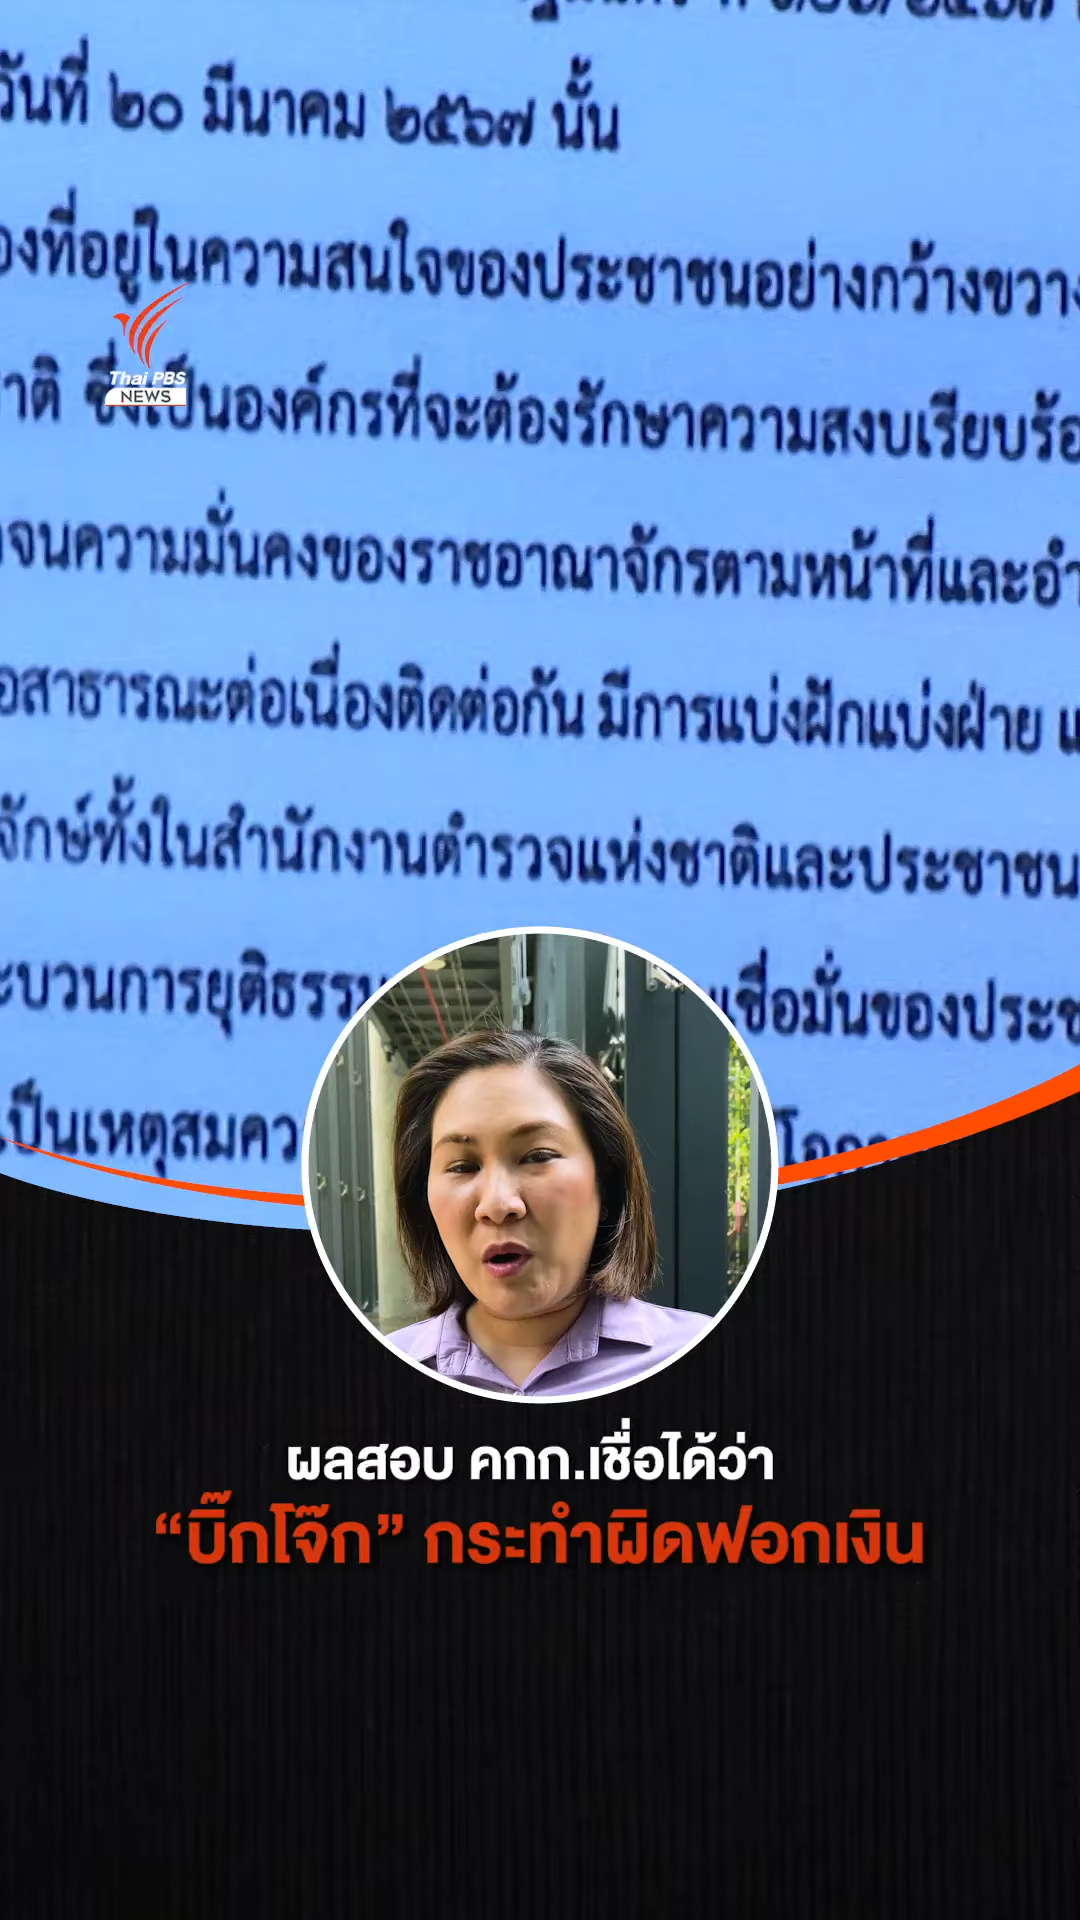 วันที่ ๒๐ มีนาคม ๒๕๖๗ นั้น
องที่อยู่ในความสนใจของประชาชนอย่างกว้างขวาง
Thai PBS
NEWS
าติ ซึ่งเป็นองค์กรที่จะต้องรักษาความสงบเรียบร้อ
จนความมั่นคงของราชอาณาจักรตามหน้าที่และอำ
อสาธารณะต่อเนื่องติดต่อกัน มีการแบ่งฝักแบ่งฝ่าย แ
จักษ์ทั้งในสำนักงานตำรวจแห่งชาติและประชาชน
ะบวนการยุติธรรม เชื่อมั่นของประช
เป็นเหตุสมคว
ผลสอบ คกก.เชื่อได้ว่า
“บิ๊กโจ๊ก” กระทำผิดฟอกเงิน